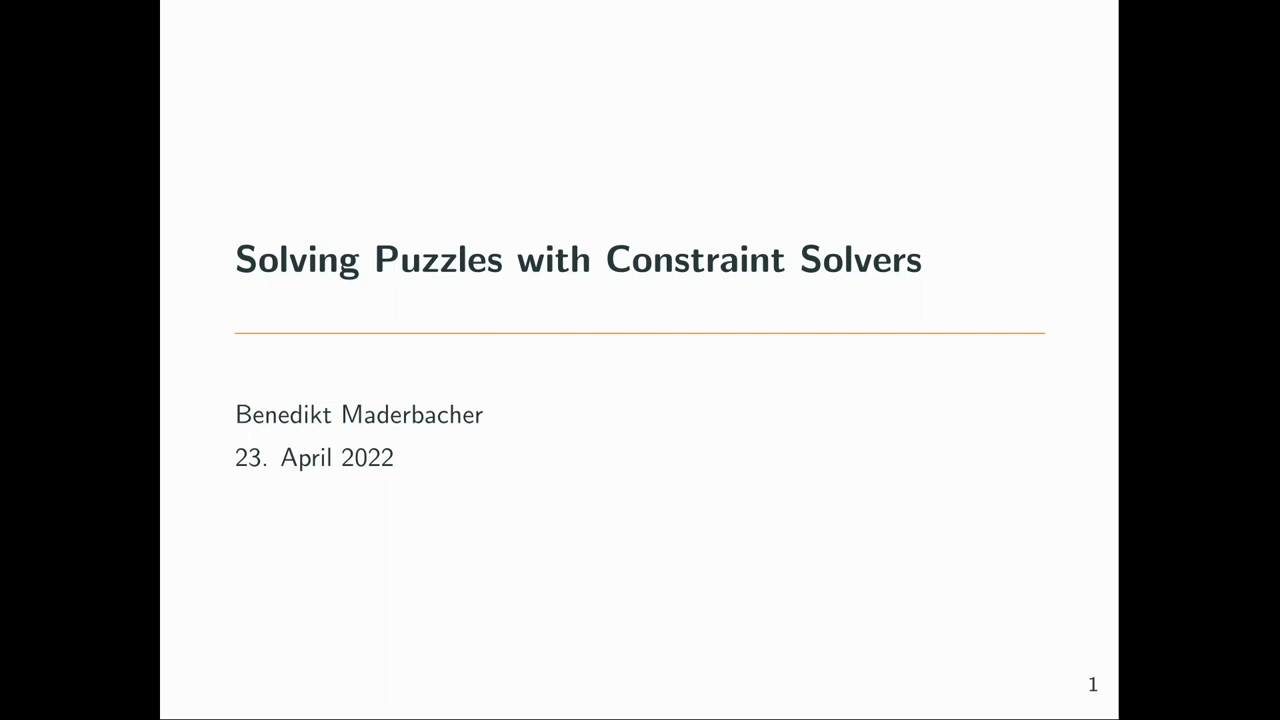 Solving Puzzles with Constraint Solvers
Benedikt Maderbacher
23. April 2022
1